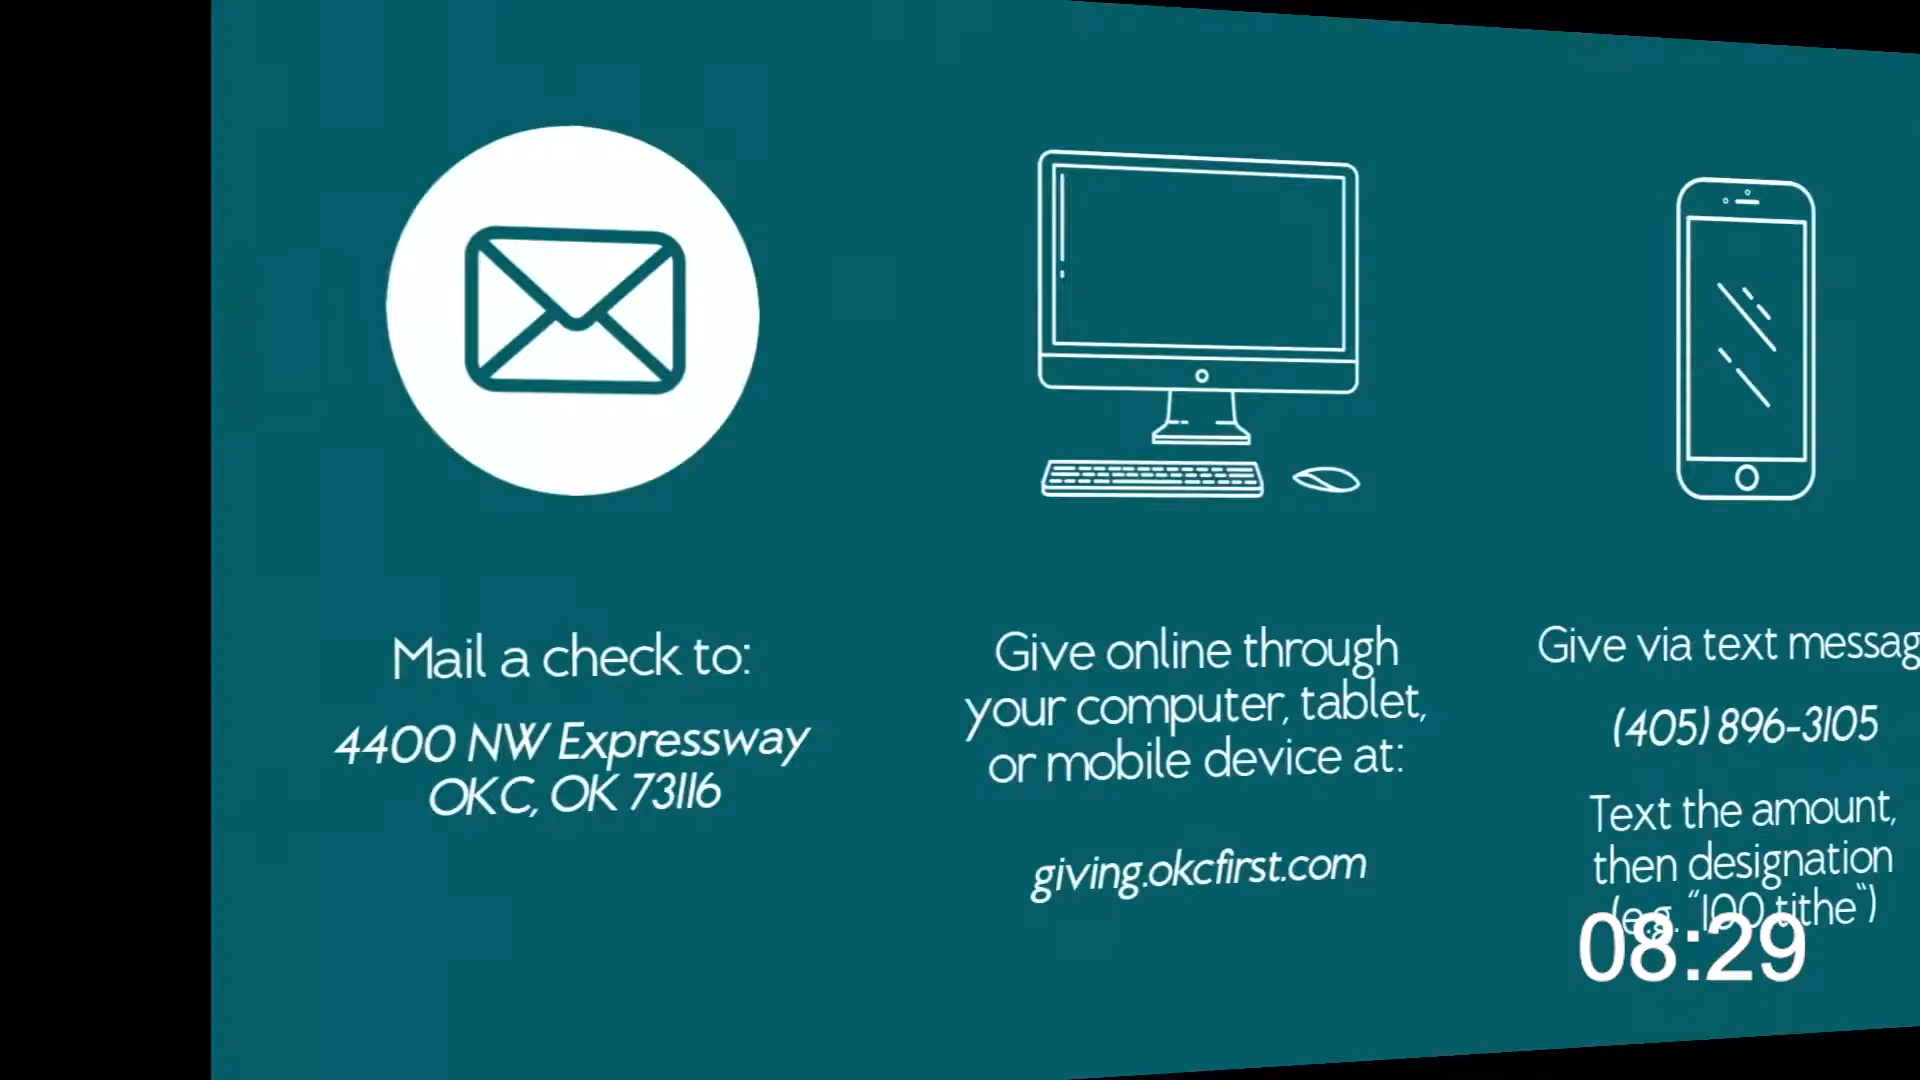 Mail a check to:
4400 NW Expressway
OKC, OK 73116
Give online through
your computer, tablet,
or mobile device at:
giving.okcfirst.com
Give via text messag
(405) 896-3105
Text the amount,
then designation
(e.g. "100 tithe")
08:29